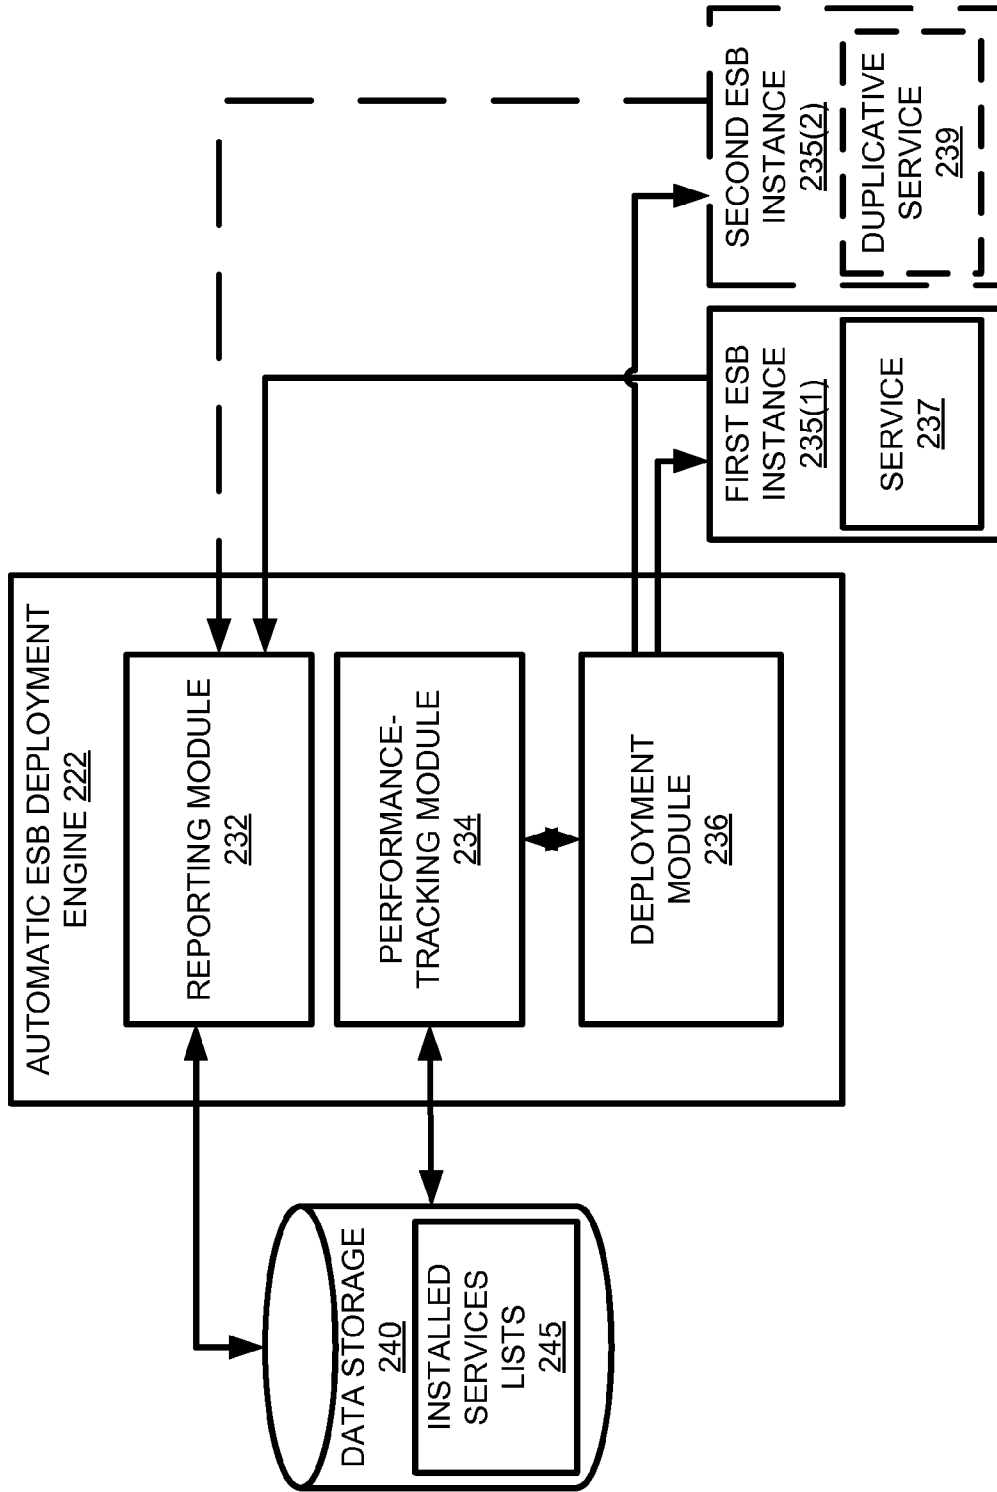 AUTOMATIC ESB DEPLOYMENT
ENGINE 222
REPORTING MODULE
232
PERFORMANCE-
TRACKING MODULE
234
DEPLOYMENT
MODULE
236
DATA STORAGE
240
INSTALLED
SERVICES
LISTS
245
FIRST ESB
INSTANCE
235(1)
SERVICE
237
SECOND ESB
INSTANCE
235(2)
DUPLICATIVE
SERVICE
239